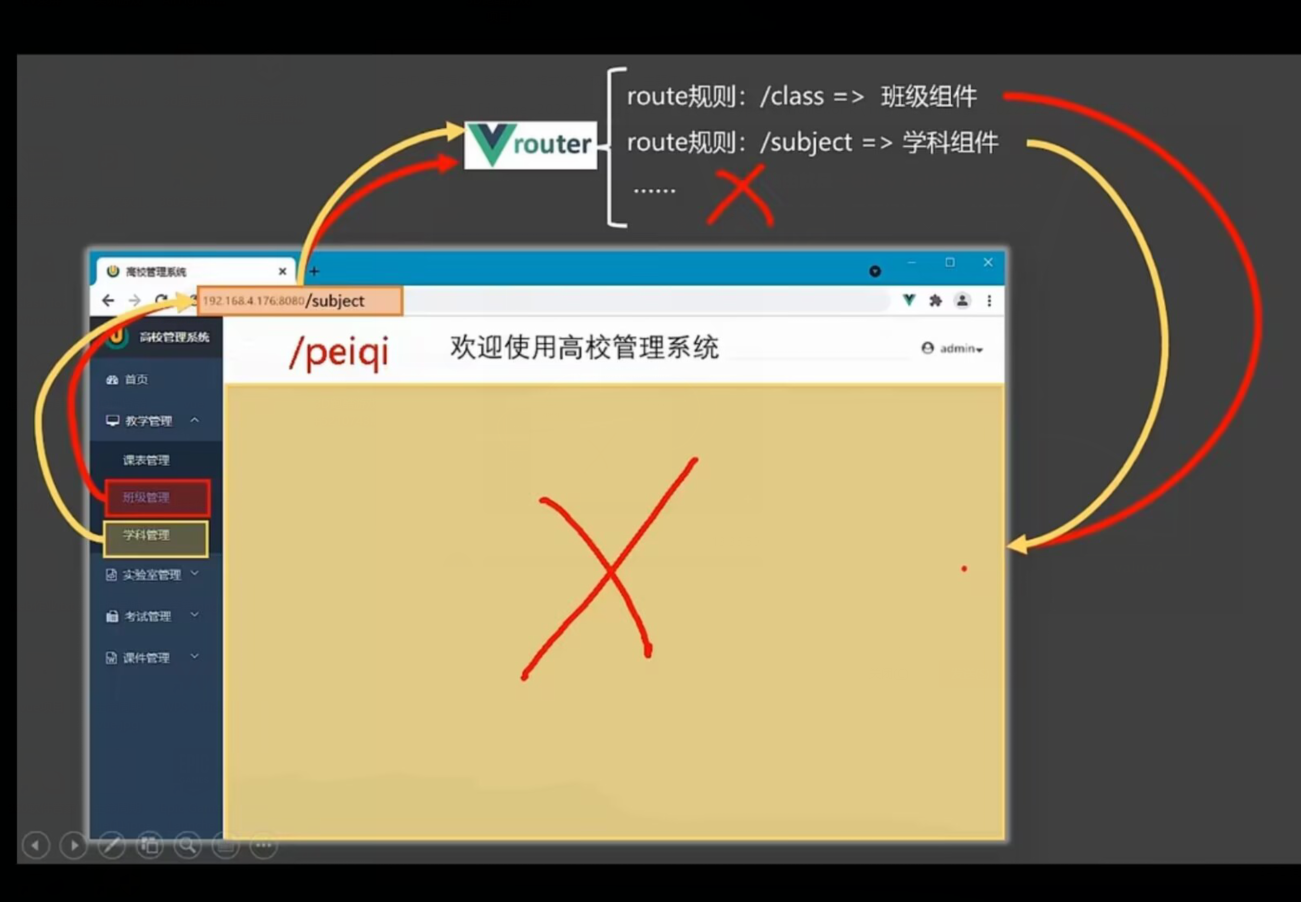 route规则：/class => 班级组件
router
route规则：/subject => 学科组件
......
高校管理系统
192.168.4.176:8080/subject
高校管理系统
/peiqi
欢迎使用高校管理系统
admin
首页
教学管理
课表管理
班级管理
学科管理
实验室管理
考试管理
课件管理